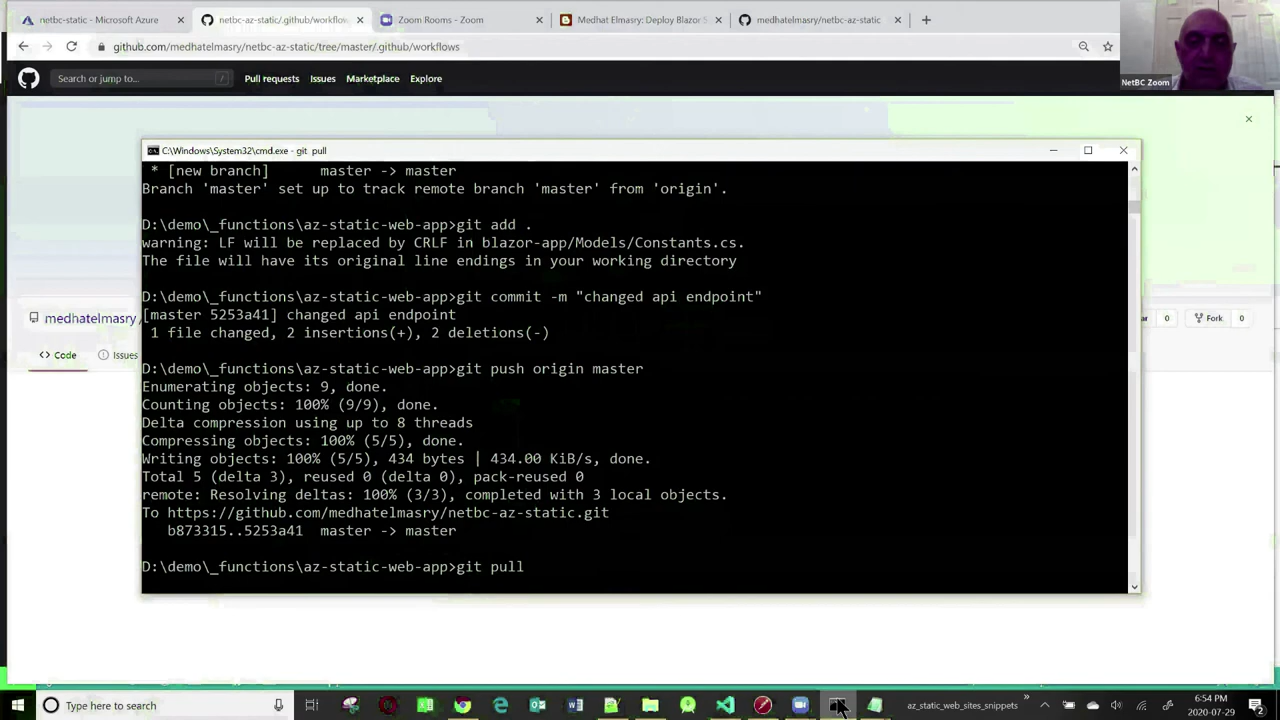 netbc-static - Microsoft Azure
netbc-az-static/.github/workflow
Zoom Rooms - Zoom
Medhat Elmasry: Deploy Blazor S
medhatelmasry/netbc-az-static
github.com/medhatelmasry/netbc-az-static/tree/master/.github/workflows
NetBC Zoom
Search or jump to...
/
Pull requests
Issues
Marketplace
Explore
C:\Windows\System32\cmd.exe - git pull
* [new branch]      master -> master
Branch 'master' set up to track remote branch 'master' from 'origin'.
D:\demo\_functions\az-static-web-app>git add .
warning: LF will be replaced by CRLF in blazor-app/Models/Constants.cs.
The file will have its original line endings in your working directory
D:\demo\_functions\az-static-web-app>git commit -m "changed api endpoint"
[master 5253a41] changed api endpoint
1 file changed, 2 insertions(+), 2 deletions(-)
D:\demo\_functions\az-static-web-app>git push origin master
Enumerating objects: 9, done.
Counting objects: 100% (9/9), done.
Delta compression using up to 8 threads
Compressing objects: 100% (5/5), done.
Writing objects: 100% (5/5), 434 bytes | 434.00 KiB/s, done.
Total 5 (delta 3), reused 0 (delta 0), pack-reused 0
remote: Resolving deltas: 100% (3/3), completed with 3 local objects.
To https://github.com/medhatelmasry/netbc-az-static.git
b873315..5253a41  master -> master
D:\demo\_functions\az-static-web-app>git pull
medhatelmasry/
ar
0
Fork
0
<> Code
Issues
Type here to search
az_static_web_sites_snippets
6:54 PM
2020-07-29
2